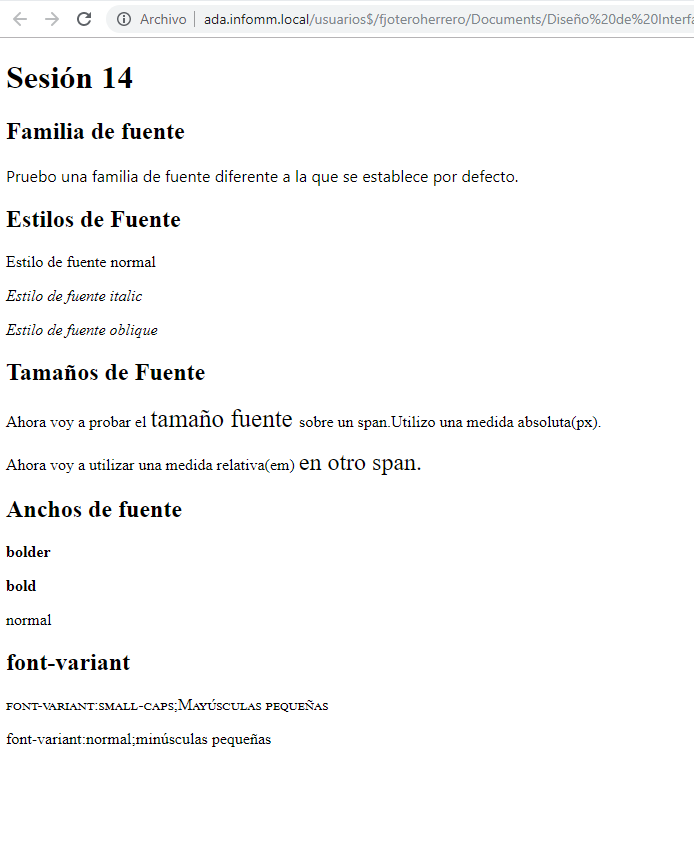 Archivo | ada.infomm.local/usuarios$/fjoteroherrero/Documents/Diseño%20de%20Interfa
Sesión 14
Familia de fuente
Pruebo una familia de fuente diferente a la que se establece por defecto.
Estilos de Fuente
Estilo de fuente normal
Estilo de fuente italic
Estilo de fuente oblique
Tamaños de Fuente
Ahora voy a probar el tamaño fuente sobre un span.Utilizo una medida absoluta(px).
Ahora voy a utilizar una medida relativa(em) en otro span.
Anchos de fuente
bolder
bold
normal
font-variant
font-variant:small-caps;Mayúsculas pequeñas
font-variant:normal;minúsculas pequeñas